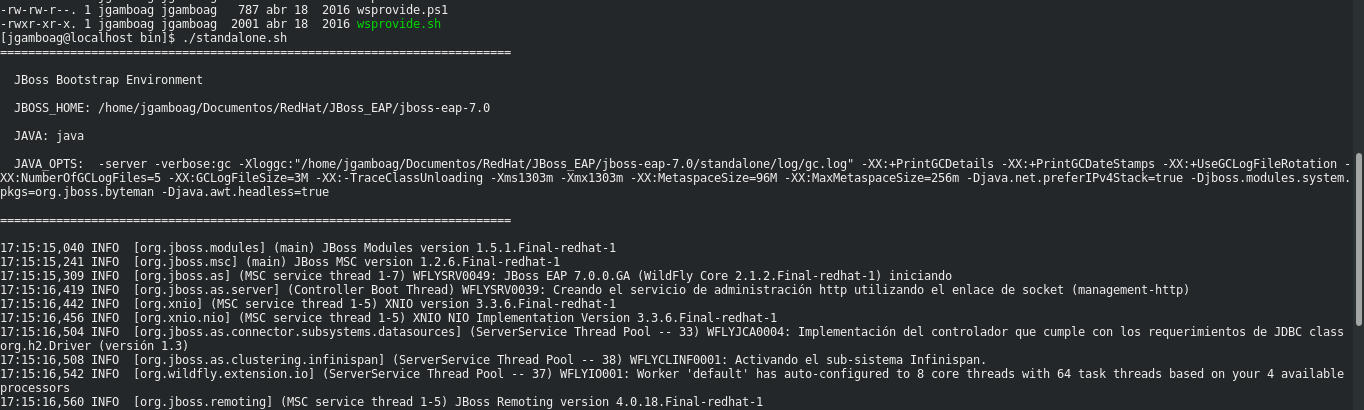 -rw-rw-r--. 1 jgamboag jgamboag   787 abr 18  2016 wsprovide.ps1
-rwxr-xr-x. 1 jgamboag jgamboag  2001 abr 18  2016 wsprovide.sh
[jgamboag@localhost bin]$ ./standalone.sh
=========================================================================
  JBoss Bootstrap Environment
  JBOSS_HOME: /home/jgamboag/Documentos/RedHat/JBoss_EAP/jboss-eap-7.0
  JAVA: java
  JAVA_OPTS:  -server -verbose:gc -Xloggc:"/home/jgamboag/Documentos/RedHat/JBoss_EAP/jboss-eap-7.0/standalone/log/gc.log" -XX:+PrintGCDetails -XX:+PrintGCDateStamps -XX:+UseGCLogFileRotation -
XX:NumberOfGCLogFiles=5 -XX:GCLogFileSize=3M -XX:-TraceClassUnloading -Xms1303m -Xmx1303m -XX:MetaspaceSize=96M -XX:MaxMetaspaceSize=256m -Djava.net.preferIPv4Stack=true -Djboss.modules.system.
pkgs=org.jboss.byteman -Djava.awt.headless=true
=========================================================================
17:15:15,040 INFO  [org.jboss.modules] (main) JBoss Modules version 1.5.1.Final-redhat-1
17:15:15,241 INFO  [org.jboss.msc] (main) JBoss MSC version 1.2.6.Final-redhat-1
17:15:15,309 INFO  [org.jboss.as] (MSC service thread 1-7) WFLYSRV0049: JBoss EAP 7.0.0.GA (WildFly Core 2.1.2.Final-redhat-1) iniciando
17:15:16,419 INFO  [org.jboss.as.server] (Controller Boot Thread) WFLYSRV0039: Creando el servicio de administración http utilizando el enlace de socket (management-http)
17:15:16,442 INFO  [org.xnio] (MSC service thread 1-5) XNIO version 3.3.6.Final-redhat-1
17:15:16,456 INFO  [org.xnio.nio] (MSC service thread 1-5) XNIO NIO Implementation Version 3.3.6.Final-redhat-1
17:15:16,504 INFO  [org.jboss.as.connector.subsystems.datasources] (ServerService Thread Pool -- 33) WFLYJCA0004: Implementación del controlador que cumple con los requerimientos de JDBC class
org.h2.Driver (versión 1.3)
17:15:16,508 INFO  [org.jboss.as.clustering.infinispan] (ServerService Thread Pool -- 38) WFLYCLINF0001: Activando el sub-sistema Infinispan.
17:15:16,542 INFO  [org.wildfly.extension.io] (ServerService Thread Pool -- 37) WFLYIO001: Worker 'default' has auto-configured to 8 core threads with 64 task threads based on your 4 available
processors
17:15:16,560 INFO  [org.jboss.remoting] (MSC service thread 1-5) JBoss Remoting version 4.0.18.Final-redhat-1